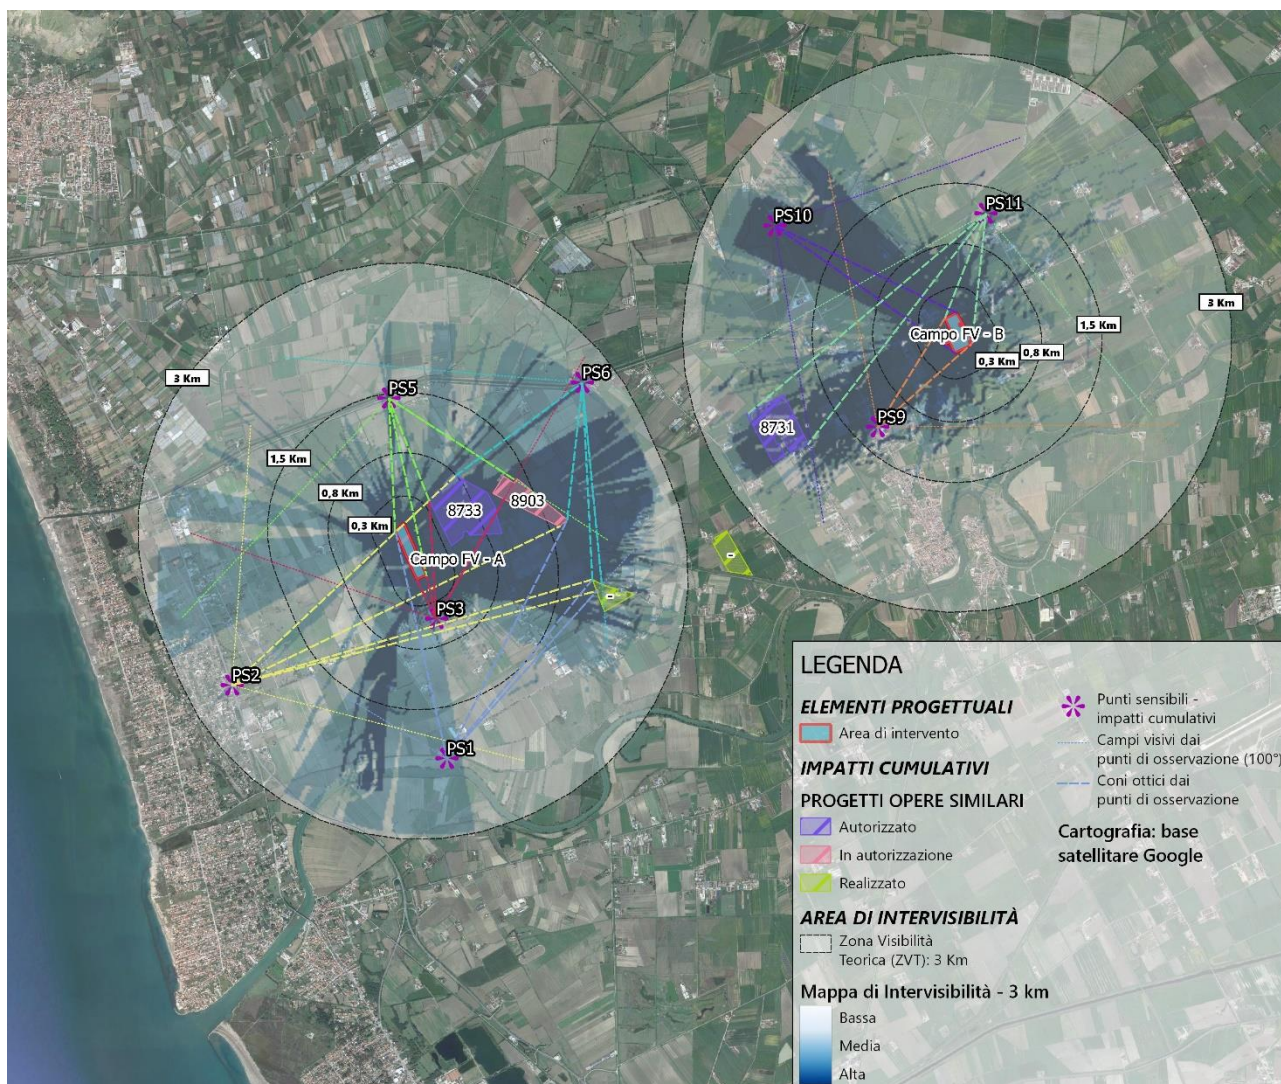 PS10
PS11
3 Km
Campo FV - B
1,5 Km
0,8 Km
0,3 Km
3 Km
PS6
PS5
8731
PS9
1,5 Km
0,8 Km
8903
8733
0,3 Km
Campo FV - A
-
-
PS3
PS2
PS1
LEGENDA
ELEMENTI PROGETTUALI
Area di intervento
IMPATTI CUMULATIVI
PROGETTI OPERE SIMILARI
Autorizzato
In autorizzazione
Realizzato
AREA DI INTERVISIBILITÀ
Zona Visibilità
Teorica (ZVT): 3 Km
Mappa di Intervisibilità - 3 km
Bassa
Media
Alta
Punti sensibili -
impatti cumulativi
Campi visivi dai
punti di osservazione (100°)
Coni ottici dai
punti di osservazione
Cartografia: base
satellitare Google